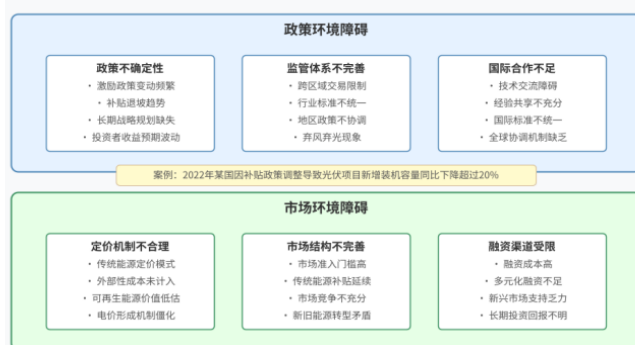 政策环境障碍
政策不确定性
• 激励政策变动频繁
• 补贴退坡趋势
• 长期战略规划缺失
• 投资者收益预期波动
监管体系不完善
• 跨区域交易限制
• 行业标准不统一
• 地区政策不协调
• 弃风弃光现象
国际合作不足
• 技术交流障碍
• 经验共享不充分
• 国际标准不统一
• 全球协调机制缺乏
案例：2022年某国因补贴政策调整导致光伏项目新增装机容量同比下降超过20%
市场环境障碍
定价机制不合理
• 传统能源定价模式
• 外部性成本未计入
• 可再生能源价值低估
• 电价形成机制僵化
市场结构不完善
• 市场准入门槛高
• 传统能源补贴延续
• 市场竞争不充分
• 新旧能源转型矛盾
融资渠道受限
• 融资成本高
• 多元化融资不足
• 新兴市场支持乏力
• 长期投资回报不明